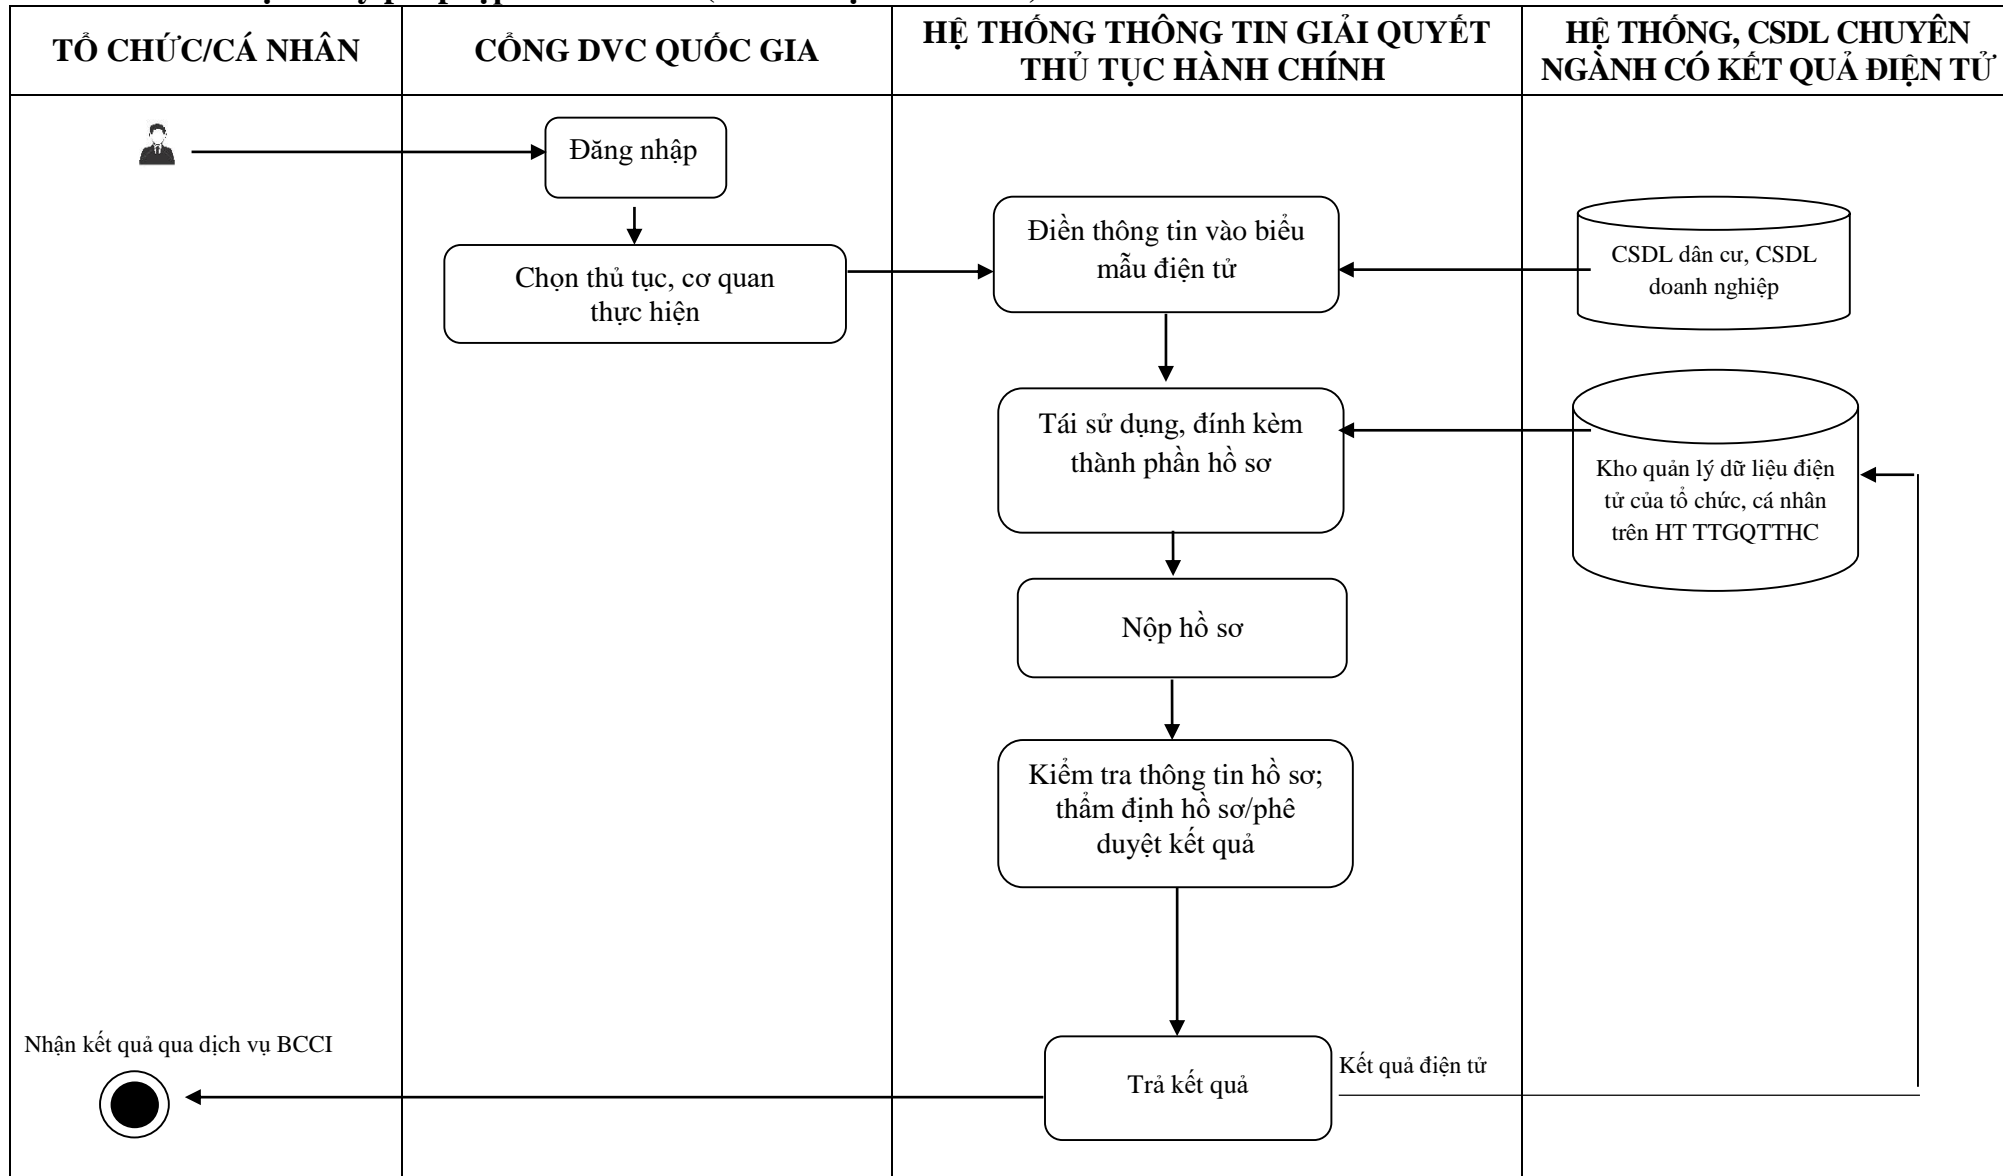 TỔ CHỨC/CÁ NHÂN
CỔNG DVC QUỐC GIA
HỆ THỐNG THÔNG TIN GIẢI QUYẾT
THỦ TỤC HÀNH CHÍNH
HỆ THỐNG, CSDL CHUYÊN
NGÀNH CÓ KẾT QUẢ ĐIỆN TỬ
Đăng nhập
Chọn thủ tục, cơ quan
thực hiện
Điền thông tin vào biểu
mẫu điện tử
CSDL dân cư, CSDL
doanh nghiệp
Tái sử dụng, đính kèm
thành phần hồ sơ
Kho quản lý dữ liệu điện
tử của tổ chức, cá nhân
trên HT TTGQTTHC
Nộp hồ sơ
Kiểm tra thông tin hồ sơ;
thẩm định hồ sơ/phê
duyệt kết quả
Nhận kết quả qua dịch vụ BCCI
Trả kết quả
Kết quả điện tử